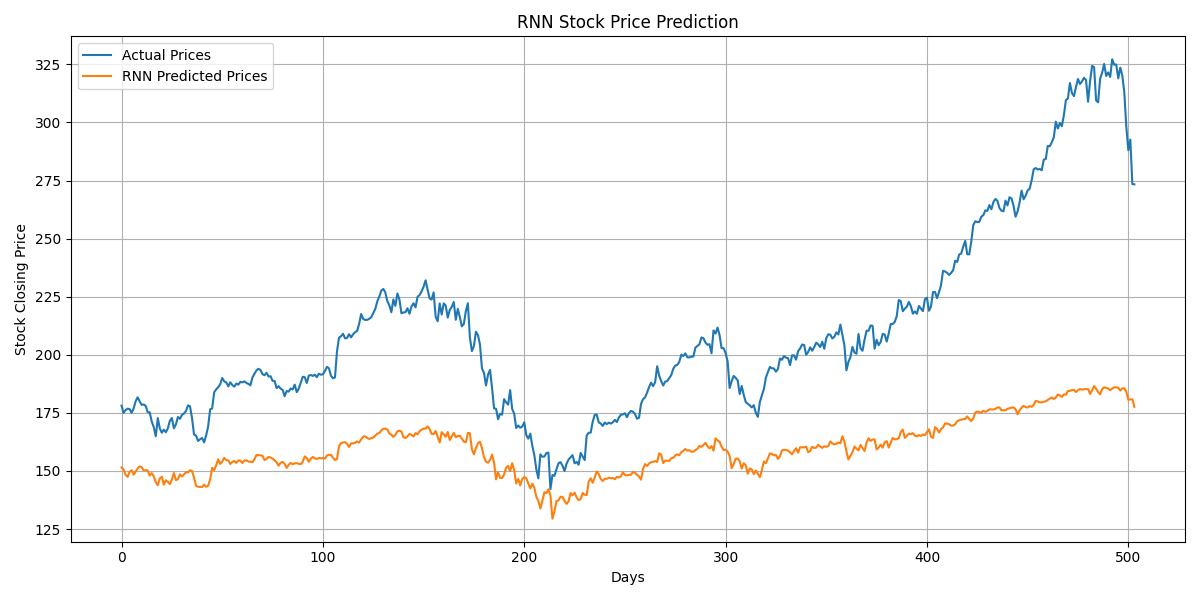 RNN Stock Price Prediction
Actual Prices
RNN Predicted Prices
Stock Closing Price
325
300
275
250
225
200
175
150
125
0 100 200 300 400 500
Days